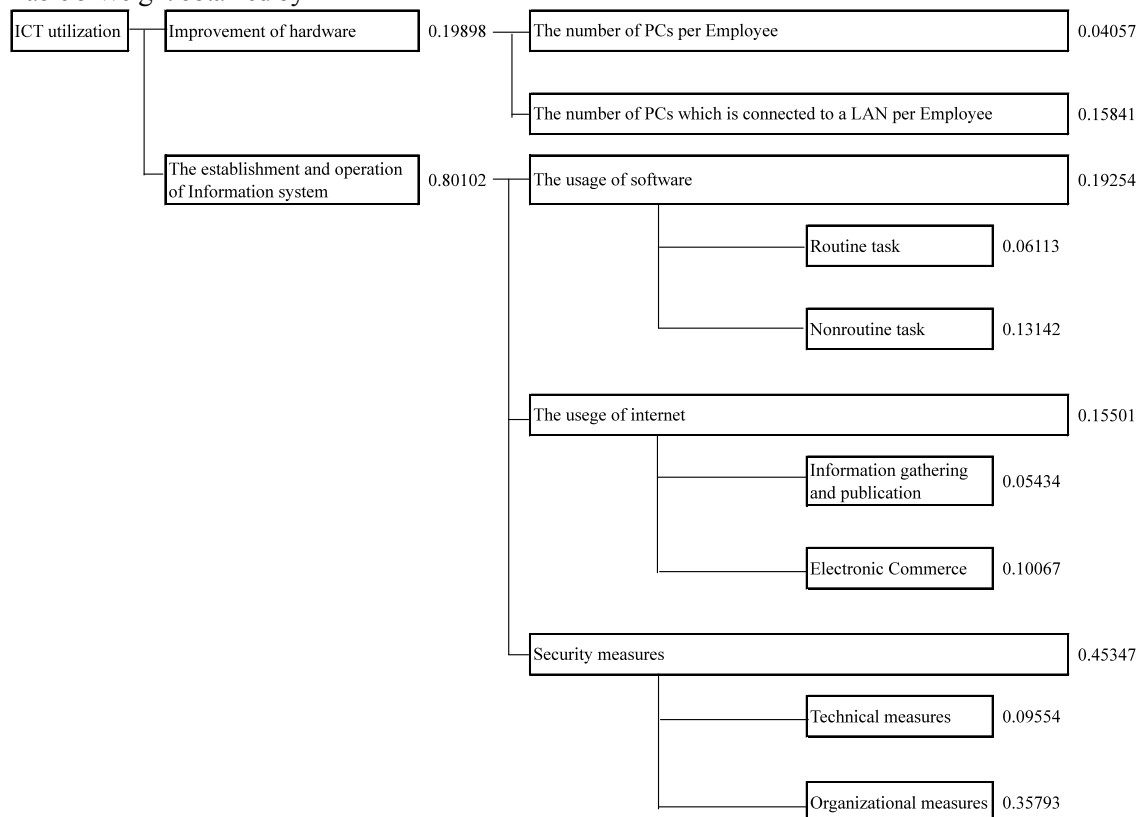 ICT utilization
Improvement of hardware
0.19898
The number of PCs per Employee
0.04057
The number of PCs which is connected to a LAN per Employee
0.15841
The establishment and operation
of Information system
0.80102
The usage of software
0.19254
Routine task
0.06113
Nonroutine task
0.13142
The usege of internet
0.15501
Information gathering
and publication
0.05434
Electronic Commerce
0.10067
Security measures
0.45347
Technical measures
0.09554
Organizational measures
0.35793